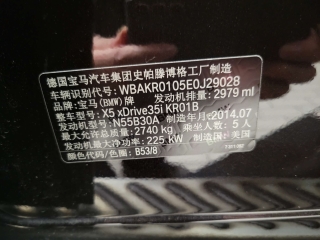 德国宝马汽车集团史帕滕博格工厂制造
车辆识别代号: WBAKR0105E0J29028
品牌: 宝马(BMW)牌 发动机排量: 2979 ml
整车型号: X5 xDrive35i KR01B
发动机型号: N55B30A 制造年月: 2014.07
最大允许总质量: 2740 kg 乘坐人数: 5 人
发动机最大净功率: 225 kW 制造国: 美国
颜色代码/色图: B53/8